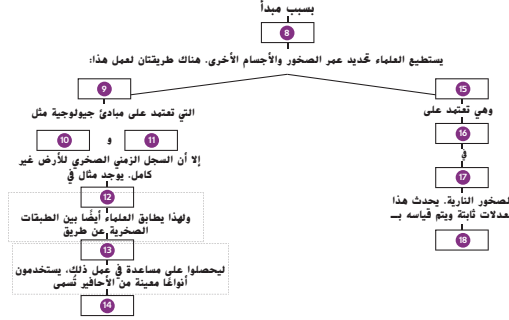 بسبب مبدأ
8
يستطيع العلماء تحديد عمر الصخور والأجسام الأخرى. هناك طريقتان لعمل هذا:
9
15
التي تعتمد على مبادئ جيولوجية مثل
وهي تعتمد على
10 و 11
16
إلا أن السجل الزمني الصخري للأرض غير
كامل. يوجد مثال في
في
12
17
ولهذا يطابق العلماء أيضًا بين الطبقات
الصخرية عن طريق
لصخور النارية. يحدث هذا
عدلات ثابتة ويتم قياسه بـ
13
18
ليحصلوا على مساعدة في عمل ذلك، يستخدمون
أنواعًا معينة من الأحافير تُسمى
14